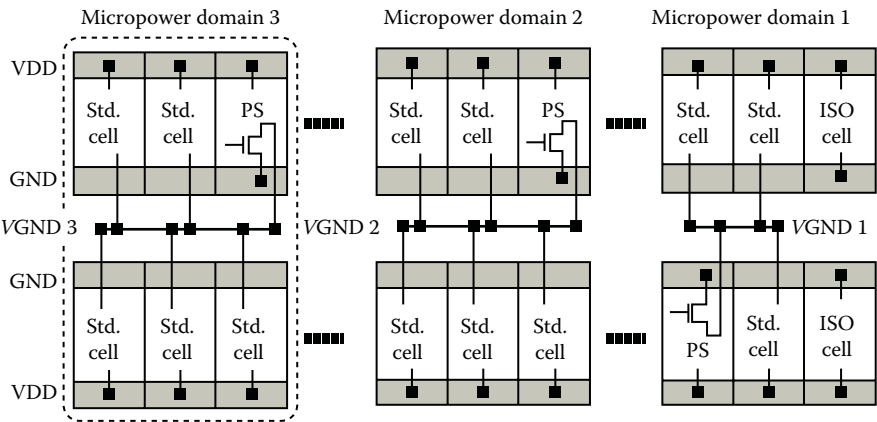 Micropower domain 3
Micropower domain 2
Micropower domain 1
VDD
Std. cell
Std. cell
PS
Std. cell
Std. cell
PS
Std. cell
Std. cell
ISO cell
GND
VGND 3
VGND 2
VGND 1
GND
Std. cell
Std. cell
Std. cell
Std. cell
Std. cell
Std. cell
PS
Std. cell
ISO cell
VDD